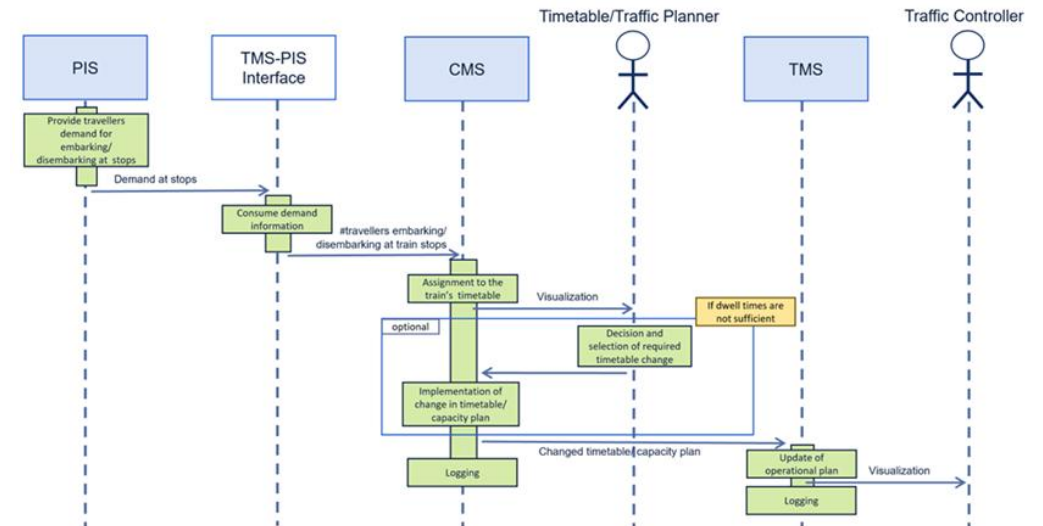 Timetable/Traffic Planner
Traffic Controller
PIS
TMS-PIS
Interface
CMS
TMS
Provide travellers
demand for
embarking/
disembarking at stops
Demand at stops
Consume demand
information
#travellers embarking/
disembarking at train stops
Assignment to the
train's timetable
Visualization
If dwell times are
not sufficient
optional
Decision and
selection of required
timetable change
Implementation of
change in timetable/
capacity plan
Changed timetable/ capacity plan
Update of
operational plan
Visualization
Logging
Logging